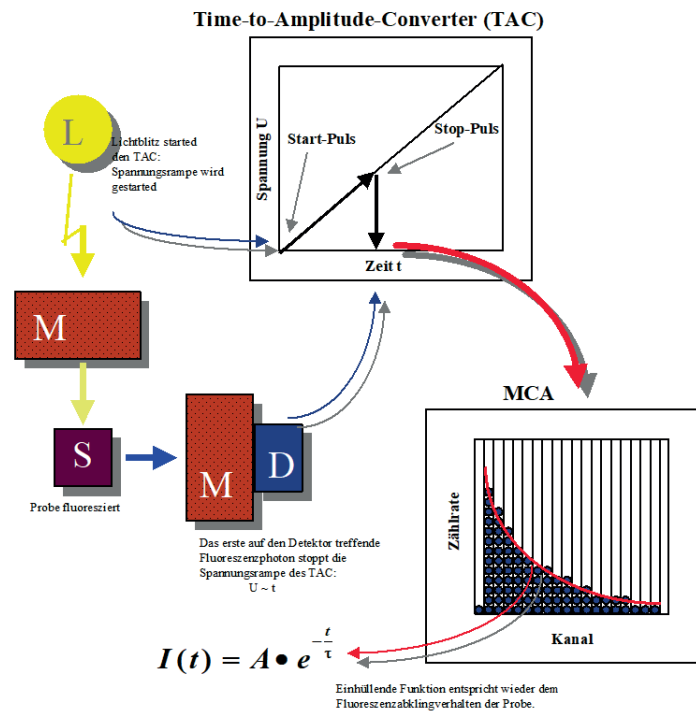 Time-to-Amplitude-Converter (TAC)
L
Lichtblitz started
den TAC:
Spannungsrampe wird
gestarted
Spannung U
Start-Puls
Stop-Puls
Zeit t
M
S
Probe fluoresziert
M
D
Das erste auf den Detektor treffende
Fluoreszenzphoton stoppt die
Spannungsrampe des TAC:
U ~ t
MCA
Zählrate
Kanal
I(t) = A • e^{-t/τ}
Einhüllende Funktion entspricht wieder dem
Fluoreszenzabklingverhalten der Probe.